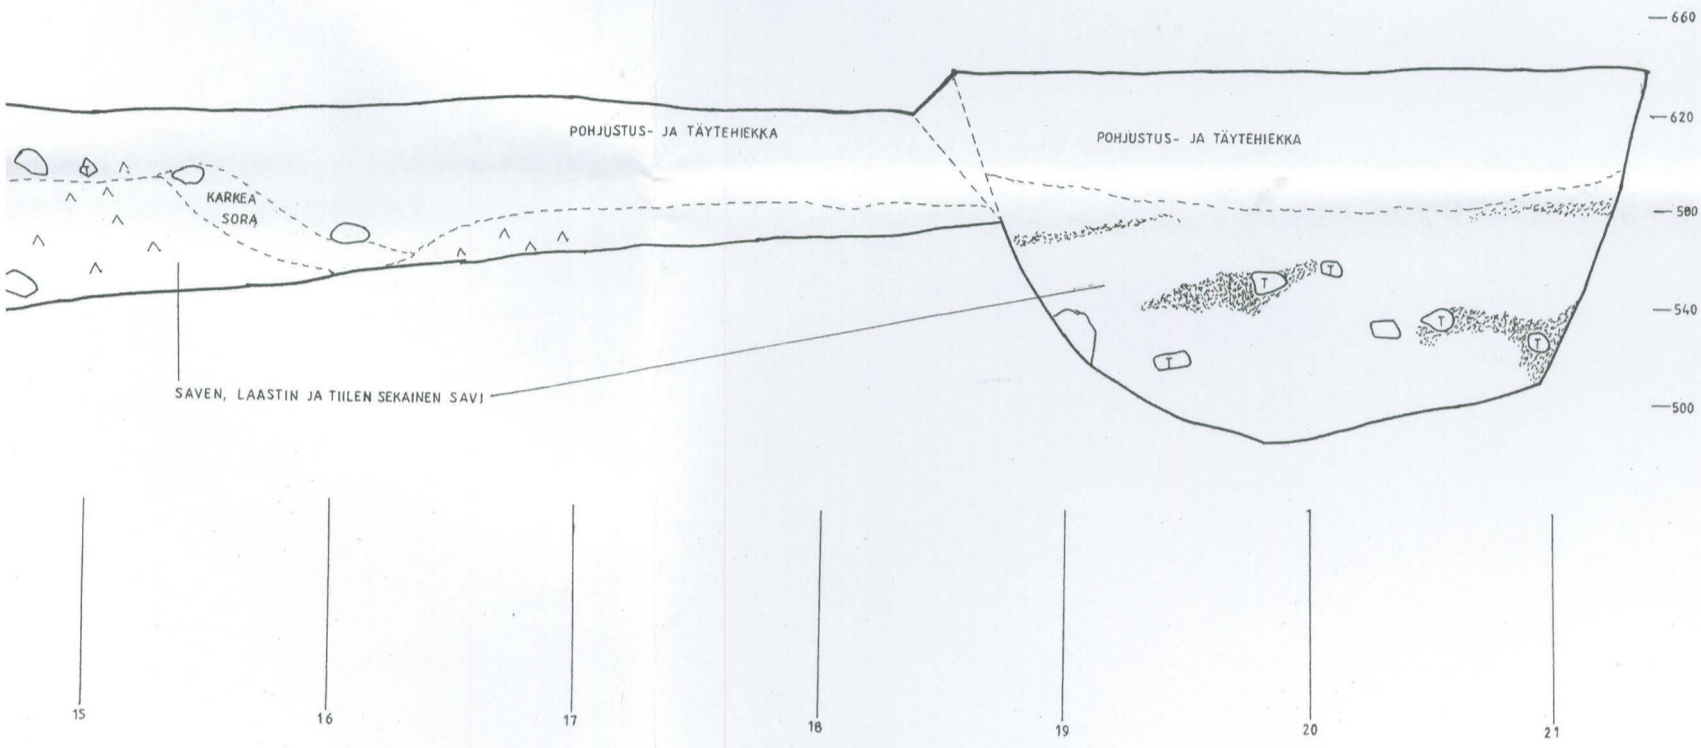 660
620
580
540
500
POHJUSTUS- JA TÄYTEHIEKKA
POHJUSTUS- JA TÄYTEHIEKKA
KARKEA
SORA
T
T
T
T
T
SAVEN, LAASTIN JA TIILEN SEKAINEN SAVI
15
16
17
18
19
20
21